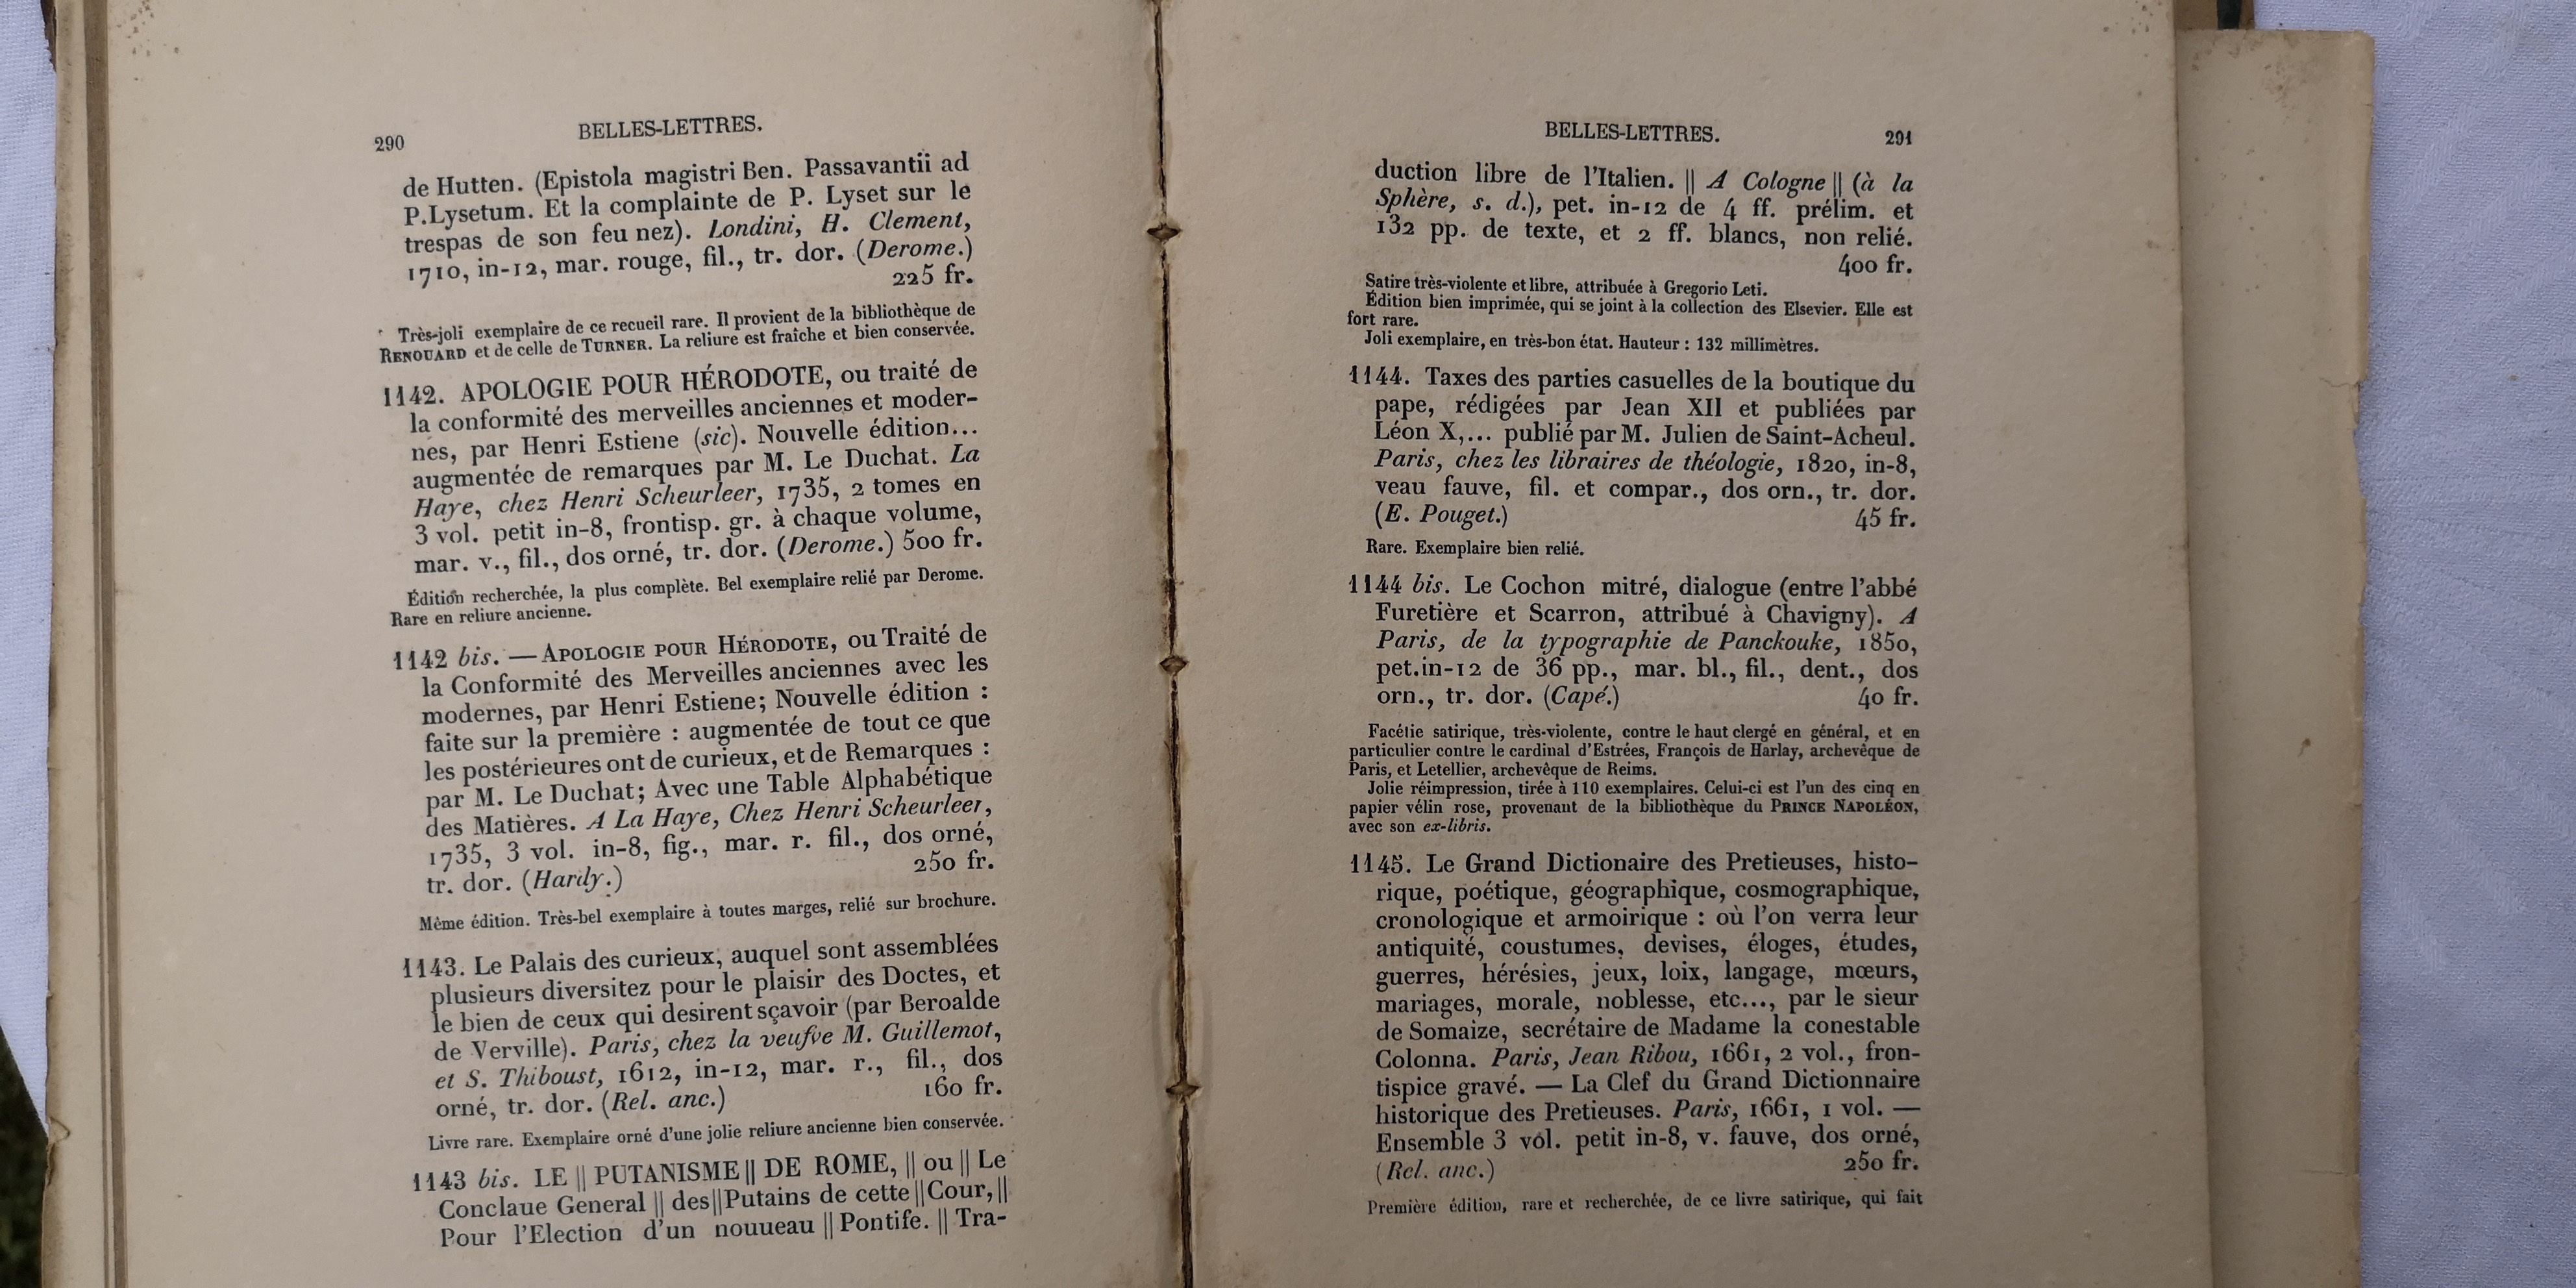 290
BELLES-LETTRES.
de Hutten. (Epistola magistri Ben. Passavantii ad
P.Lysetum. Et la complainte de P. Lyset sur le
trespas de son feu nez). Londini, H. Clement,
1710, in-12, mar. rouge, fil., tr. dor. (Derome.)
225 fr.
Très-joli exemplaire de ce recueil rare. Il provient de la bibliothèque de
RENOUARD et de celle de TURNER. La reliure est fraîche et bien conservée.
1142. APOLOGIE POUR HÉRODOTE, ou traité de
la conformité des merveilles anciennes et moder-
nes, par Henri Estiene (sic). Nouvelle édition...
augmentée de remarques par M. Le Duchat. La
Haye, chez Henri Scheurleer, 1735, 2 tomes en
3 vol. petit in-8, frontisp. gr. à chaque volume,
mar. v., fil., dos orné, tr. dor. (Derome.) 500 fr.
Édition recherchée, la plus complète. Bel exemplaire relié par Derome.
Rare en reliure ancienne.
1142 bis. — APOLOGIE POUR HÉRODOTE, ou Traité de
la Conformité des Merveilles anciennes avec les
modernes, par Henri Estiene; Nouvelle édition :
faite sur la première : augmentée de tout ce que
les postérieures ont de curieux, et de Remarques :
par M. Le Duchat; Avec une Table Alphabétique
des Matières. A La Haye, Chez Henri Scheurleer,
1735, 3 vol. in-8, fig., mar. r. fil., dos orné,
tr. dor. (Hardy.) 250 fr.
Même édition. Très-bel exemplaire à toutes marges, relié sur brochure.
1143. Le Palais des curieux, auquel sont assemblées
plusieurs diversitez pour le plaisir des Doctes, et
le bien de ceux qui desirent sçavoir (par Beroalde
de Verville). Paris, chez la veufve M. Guillemot,
et S. Thiboust, 1612, in-12, mar. r., fil., dos
orné, tr. dor. (Rel. anc.) 160 fr.
Livre rare. Exemplaire orné d'une jolie reliure ancienne bien conservée.
1143 bis. LE || PUTANISME || DE ROME, || ou || Le
Conclaue General || des || Putains de cette || Cour, ||
Pour l'Election d'un nouueau || Pontife. || Tra-
BELLES-LETTRES.
291
duction libre de l'Italien. || A Cologne || (à la
Sphère, s. d.), pet. in-12 de 4 ff. prélim. et
132 pp. de texte, et 2 ff. blancs, non relié.
400 fr.
Satire très-violente et libre, attribuée à Gregorio Leti.
Édition bien imprimée, qui se joint à la collection des Elsevier. Elle est
fort rare.
Joli exemplaire, en très-bon état. Hauteur : 132 millimètres.
1144. Taxes des parties casuelles de la boutique du
pape, rédigées par Jean XII et publiées par
Léon X,... publié par M. Julien de Saint-Acheul.
Paris, chez les libraires de théologie, 1820, in-8,
veau fauve, fil. et compar., dos orn., tr. dor.
(E. Pouget.) 45 fr.
Rare. Exemplaire bien relié.
1144 bis. Le Cochon mitré, dialogue (entre l'abbé
Furetière et Scarron, attribué à Chavigny). A
Paris, de la typographie de Panckouke, 1850,
pet.in-12 de 36 pp., mar. bl., fil., dent., dos
orn., tr. dor. (Capé.) 40 fr.
Facétie satirique, très-violente, contre le haut clergé en général, et en
particulier contre le cardinal d'Estrées, François de Harlay, archevêque de
Paris, et Letellier, archevêque de Reims.
Jolie réimpression, tirée à 110 exemplaires. Celui-ci est l'un des cinq en
papier vélin rose, provenant de la bibliothèque du PRINCE NAPOLÉON,
avec son ex-libris.
1145. Le Grand Dictionaire des Pretieuses, histo-
rique, poétique, géographique, cosmographique,
cronologique et armoirique : où l'on verra leur
antiquité, coustumes, devises, éloges, études,
guerres, hérésies, jeux, loix, langage, mœurs,
mariages, morale, noblesse, etc..., par le sieur
de Somaize, secrétaire de Madame la conestable
Colonna. Paris, Jean Ribou, 1661, 2 vol., fron-
tispice gravé. — La Clef du Grand Dictionnaire
historique des Pretieuses. Paris, 1661, 1 vol. —
Ensemble 3 vol. petit in-8, v. fauve, dos orné,
(Rel. anc.) 250 fr.
Première édition, rare et recherchée, de ce livre satirique, qui fait